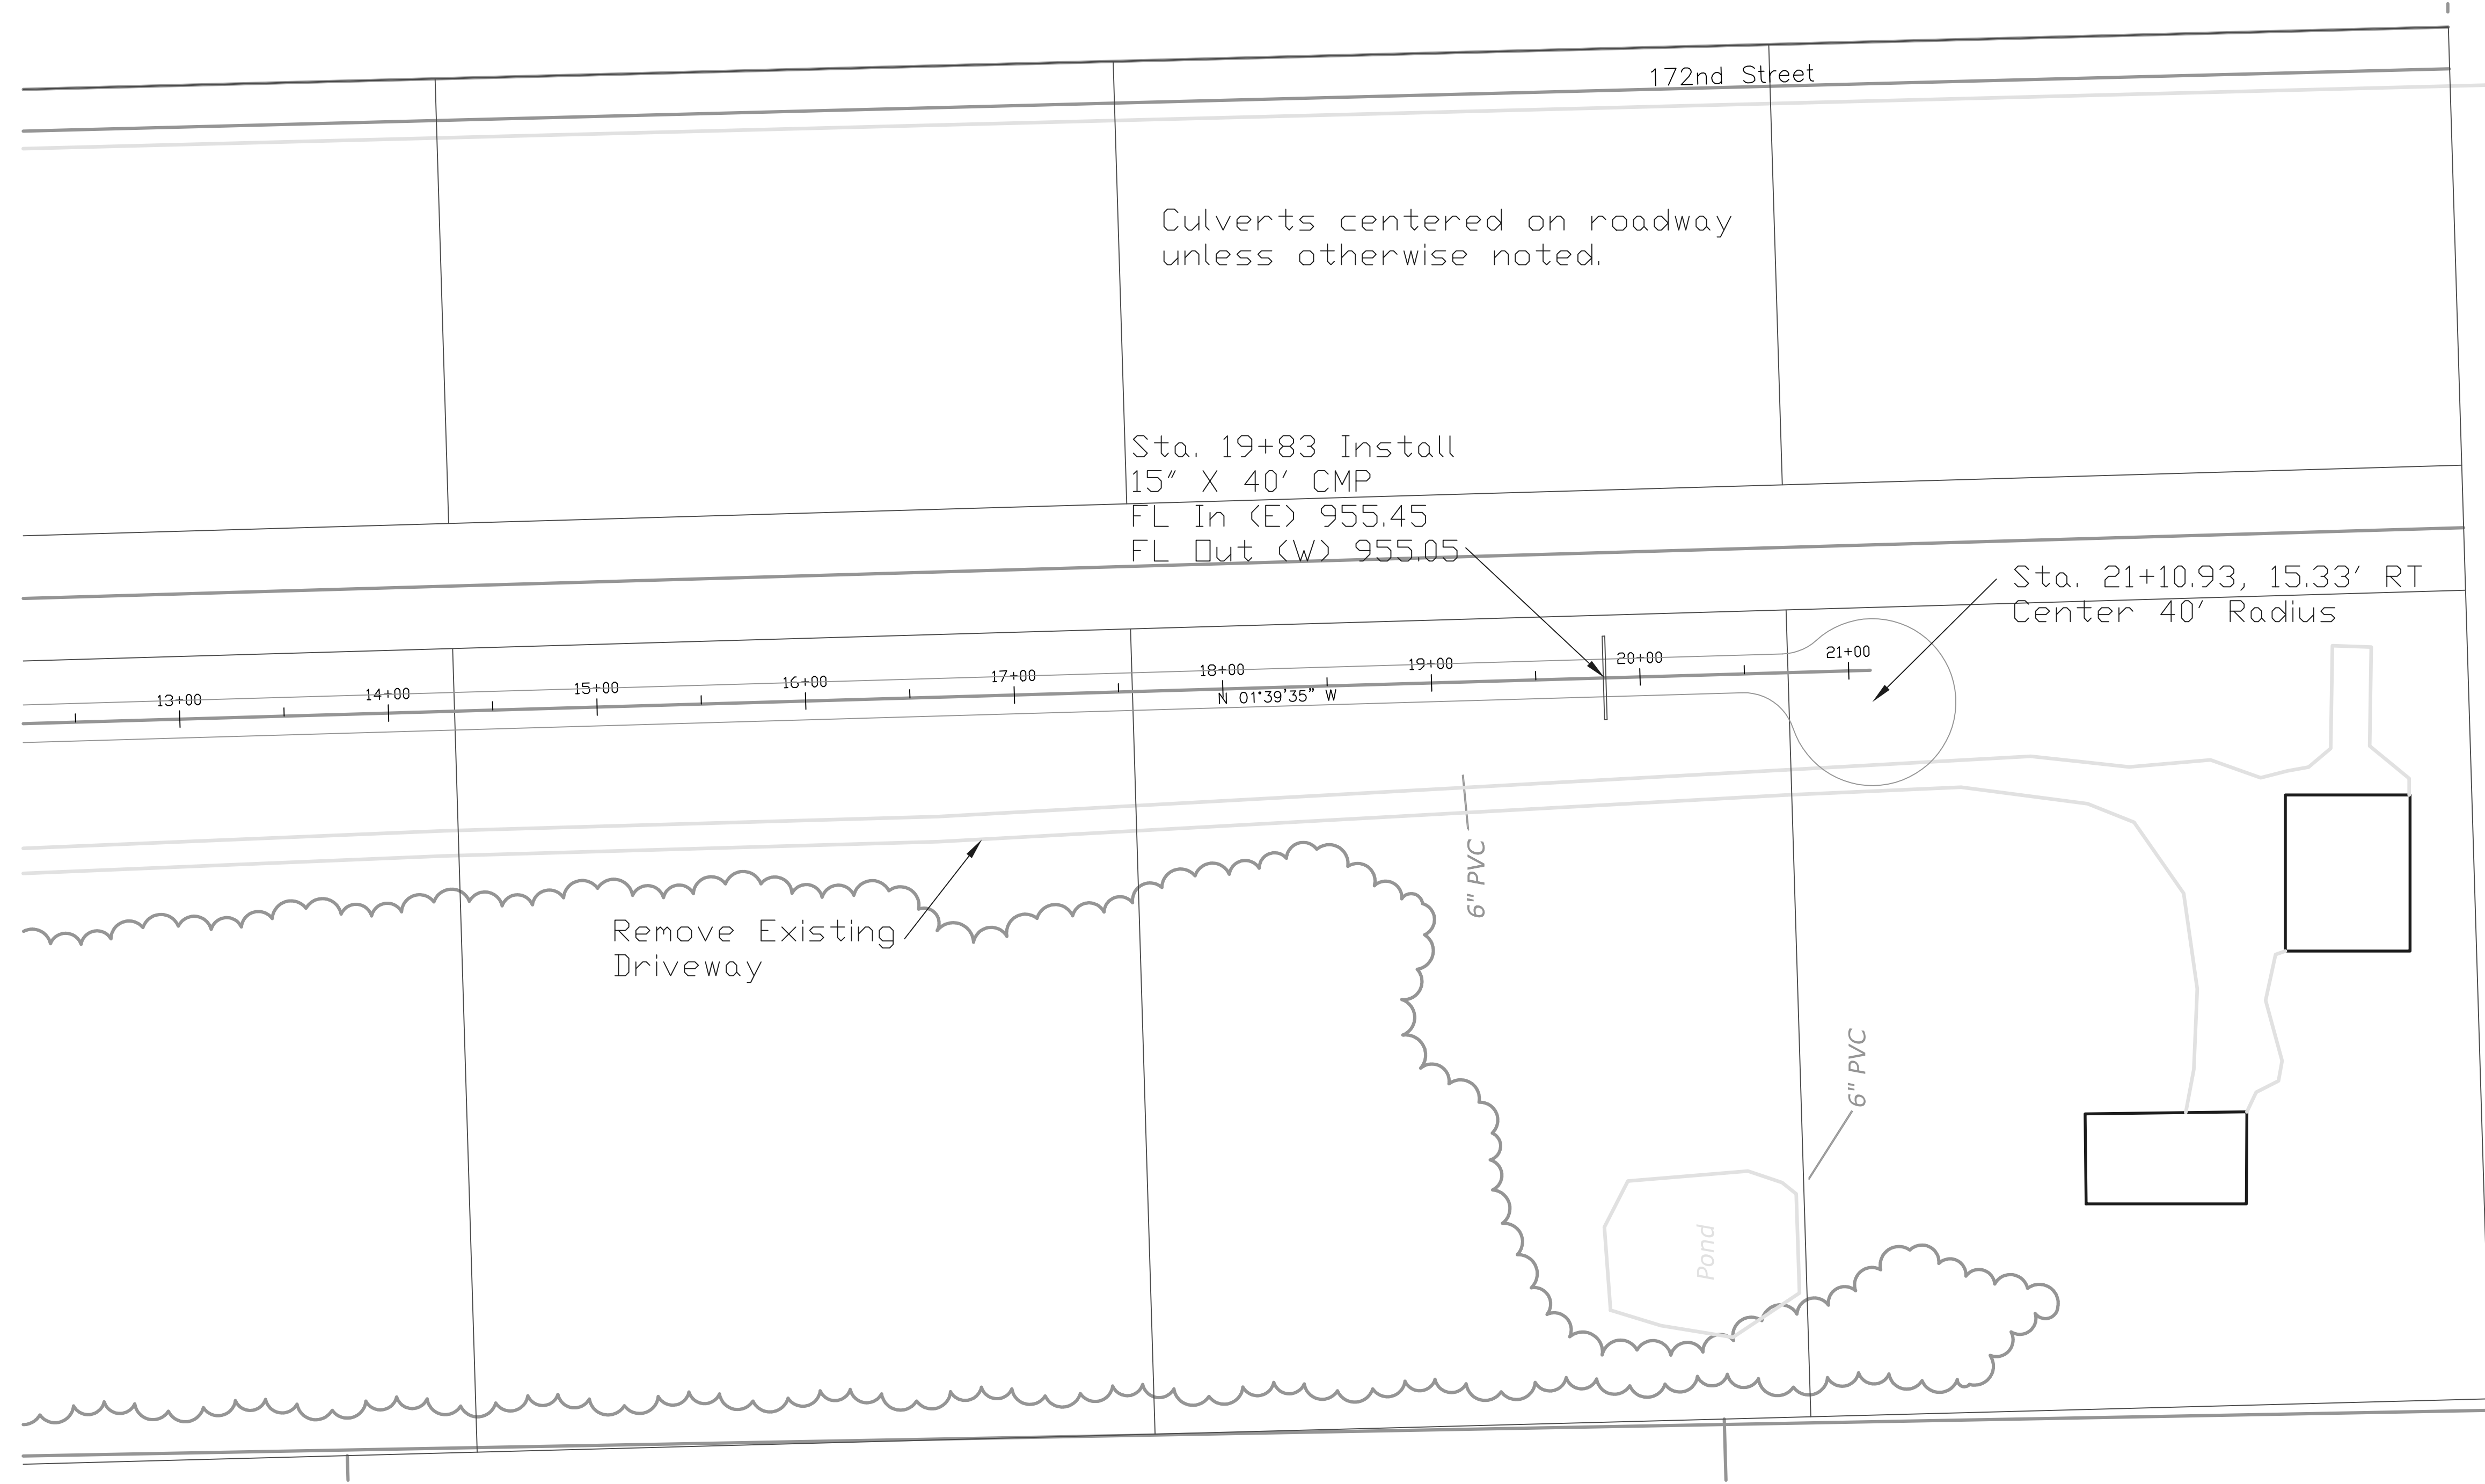 172nd Street
Culverts centered on roadway
unless otherwise noted.
Sta. 19+83 Install
15" X 40' CMP
FL In (E) 955.45
FL Out (W) 955.05
Sta. 21+10.93, 15.33' RT
Center 40' Radius
13+00
14+00
15+00
16+00
17+00
18+00
19+00
20+00
21+00
N 01°39'35" W
6" PVC
Remove Existing
Driveway
6" PVC
Pond